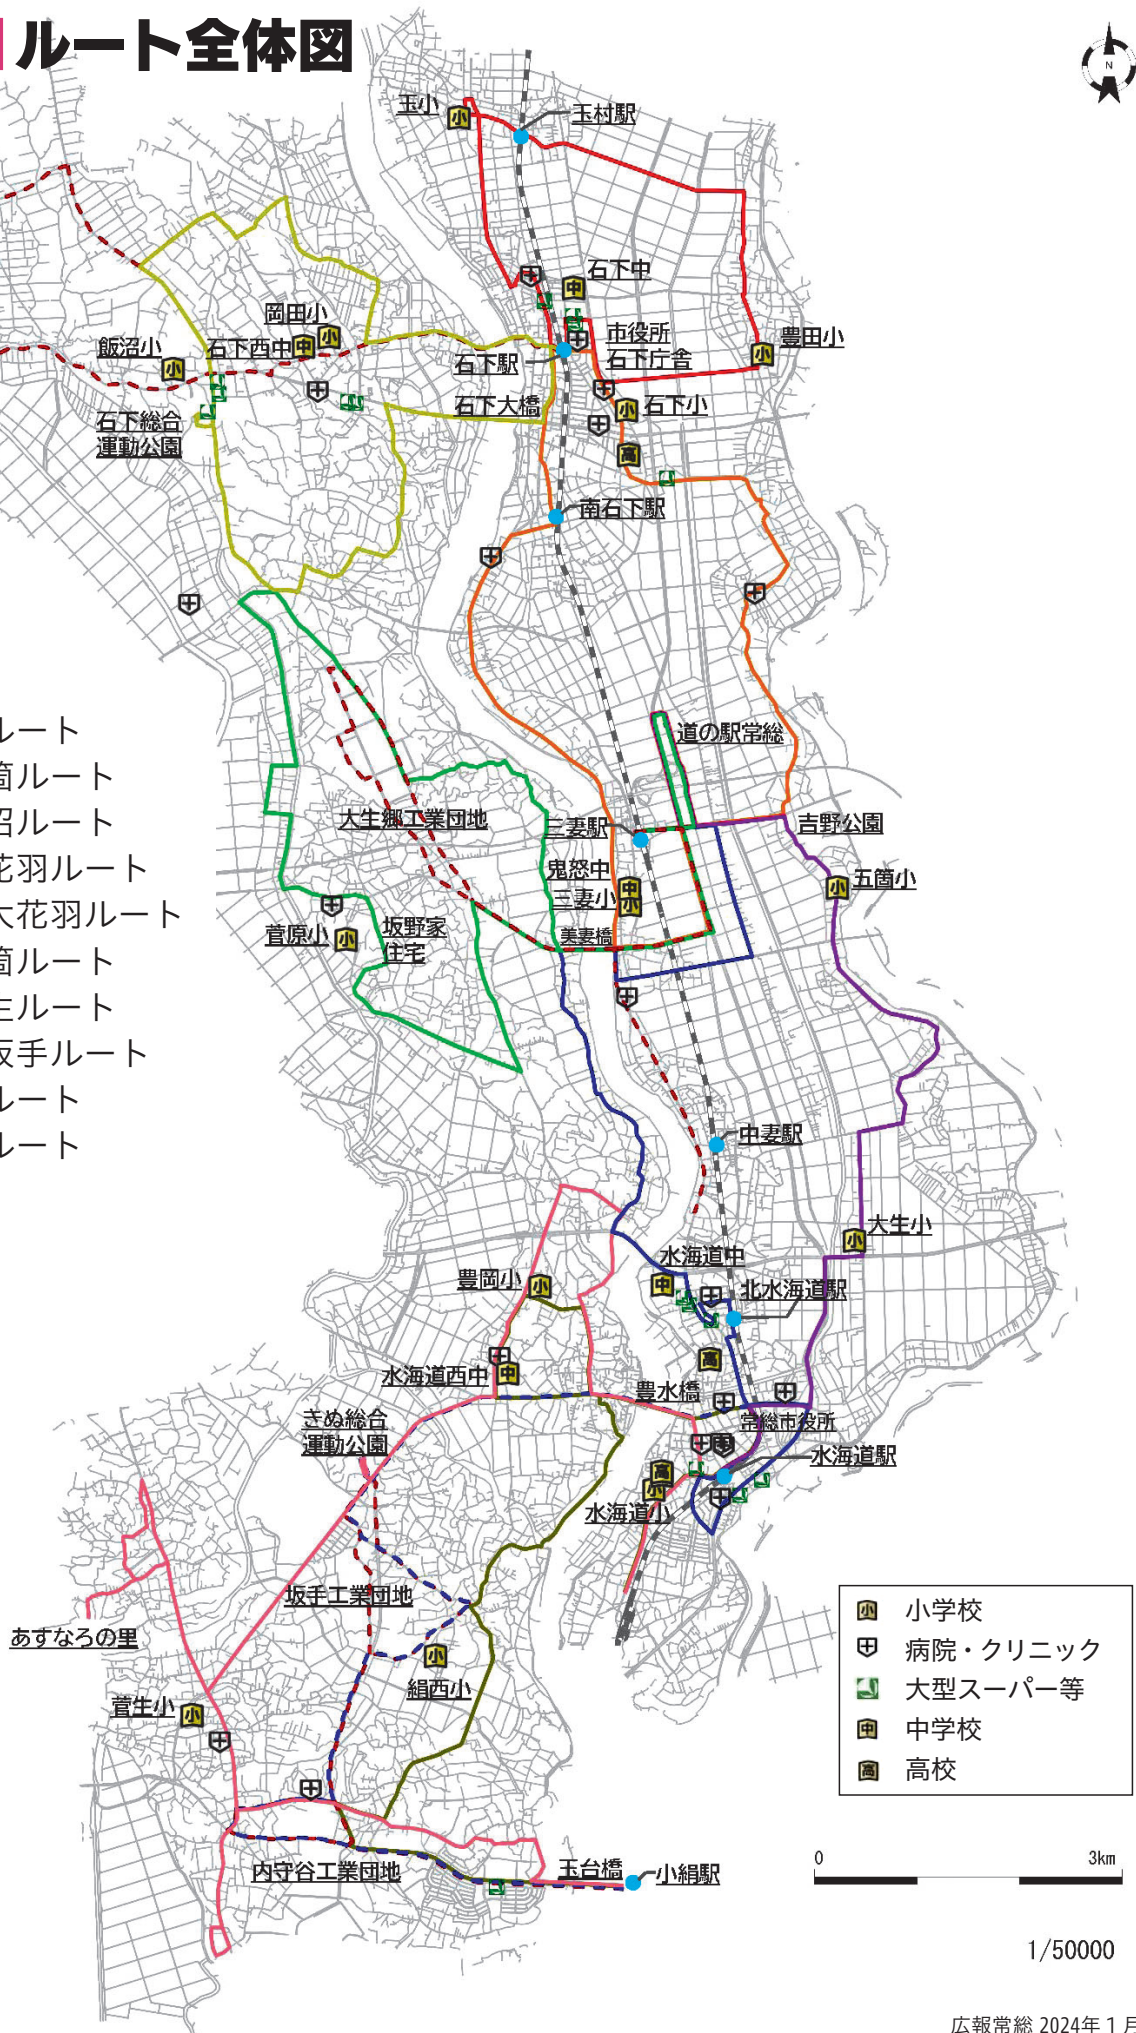 ルート全体図
N
玉小
玉村駅
石下中
岡田小
市役所
石下庁舎
豊田小
飯沼小
石下西中
石下駅
石下総合
運動公園
石下大橋
石下小
南石下駅
ルート
箇ルート
沼ルート
花羽ルート
大花羽ルート
箇ルート
生ルート
坂手ルート
ルート
ルート
道の駅常総
大生郷工業団地
三妻駅
吉野公園
鬼怒中
三妻小
五箇小
菅原小
坂野家
住宅
美妻橋
中妻駅
大生小
水海道中
豊岡小
北水海道駅
水海道西中
豊水橋
きぬ総合
運動公園
常総市役所
水海道駅
水海道小
坂手工業団地
あすなろの里
絹西小
菅生小
内守谷工業団地
玉台橋
小絹駅
小 小学校
病院・クリニック
大型スーパー等
中 中学校
高 高校
0 3km
1/50000
広報常総 2024年1月